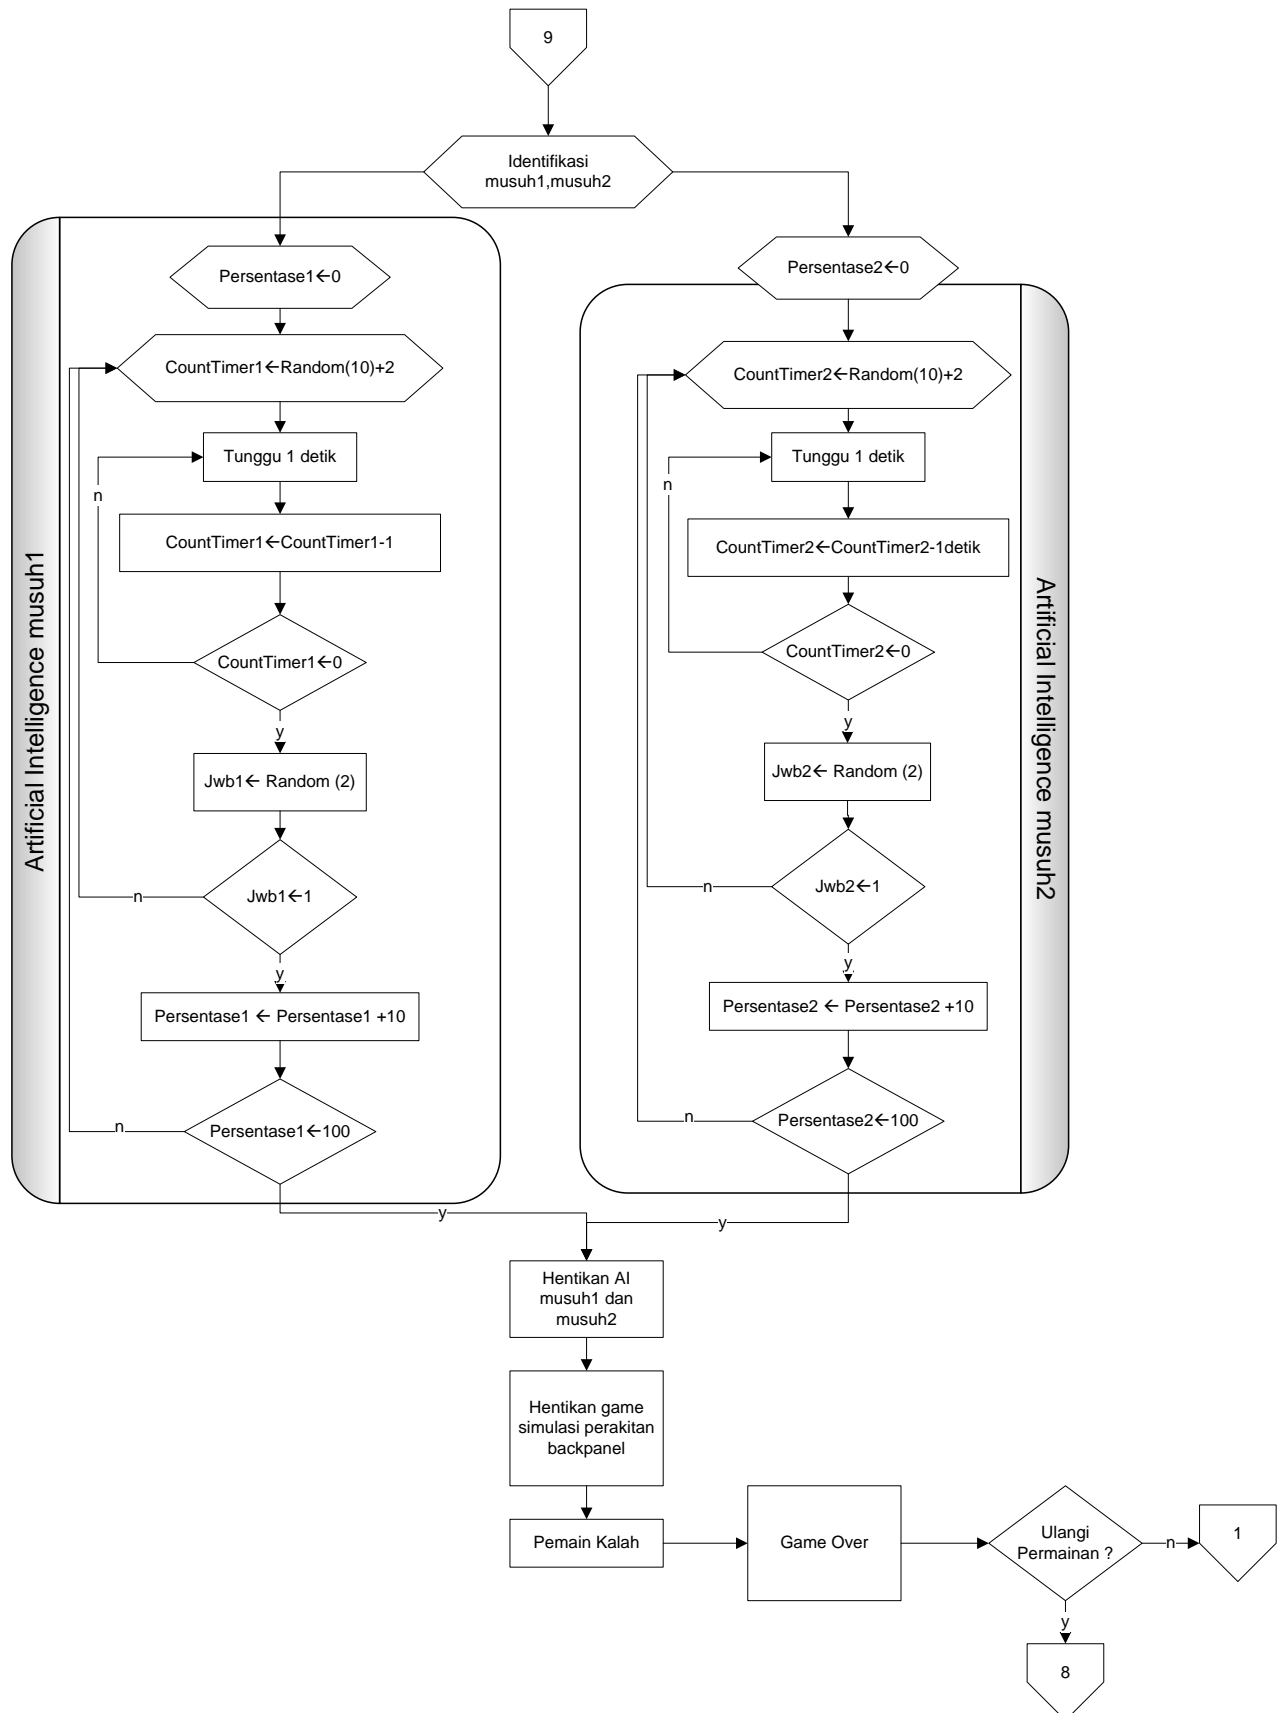 9
Identifikasi
musuh1,musuh2
Artificial Intelligence musuh1
Persentase1←0
CountTimer1←Random(10)+2
Tunggu 1 detik
n
CountTimer1←CountTimer1-1
CountTimer1←0
y
Jwb1← Random (2)
Jwb1←1
n
y
Persentase1 ← Persentase1 +10
Persentase1←100
n
y
Artificial Intelligence musuh2
Persentase2←0
CountTimer2←Random(10)+2
Tunggu 1 detik
n
CountTimer2←CountTimer2-1detik
CountTimer2←0
y
Jwb2← Random (2)
Jwb2←1
n
y
Persentase2 ← Persentase2 +10
Persentase2←100
n
y
Hentikan AI
musuh1 dan
musuh2
Hentikan game
simulasi perakitan
backpanel
Pemain Kalah
Game Over
Ulangi
Permainan ?
n
1
y
8